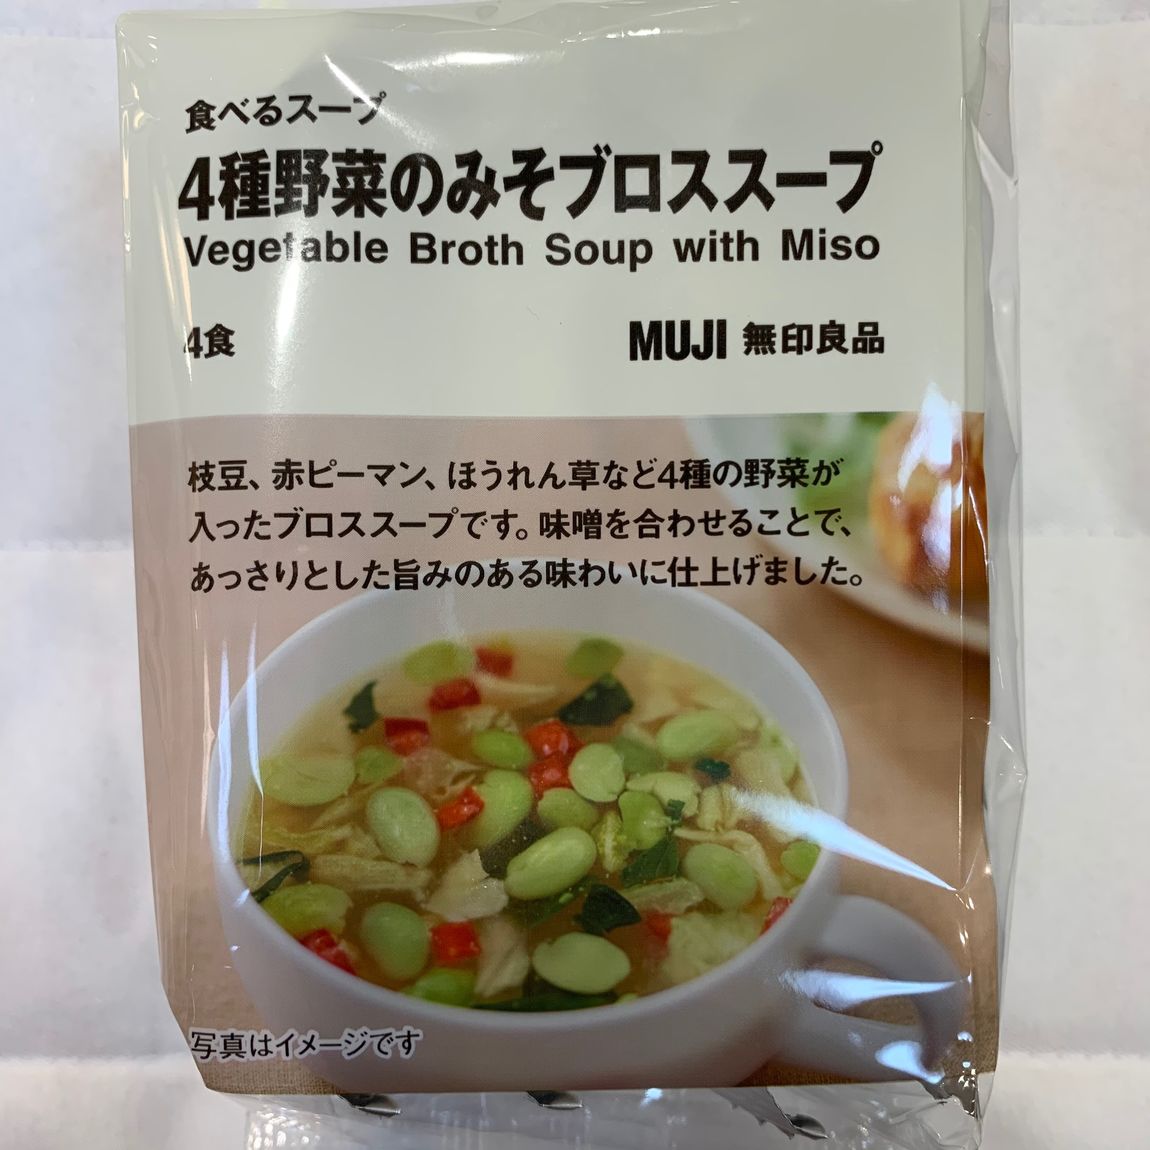 食べるスープ
4種野菜のみそブロススープ
Vegetable Broth Soup with Miso
4食
MUJI 無印良品
枝豆、赤ピーマン、ほうれん草など4種の野菜が
入ったブロススープです。味噌を合わせることで、
あっさりとした旨みのある味わいに仕上げました。
写真はイメージです